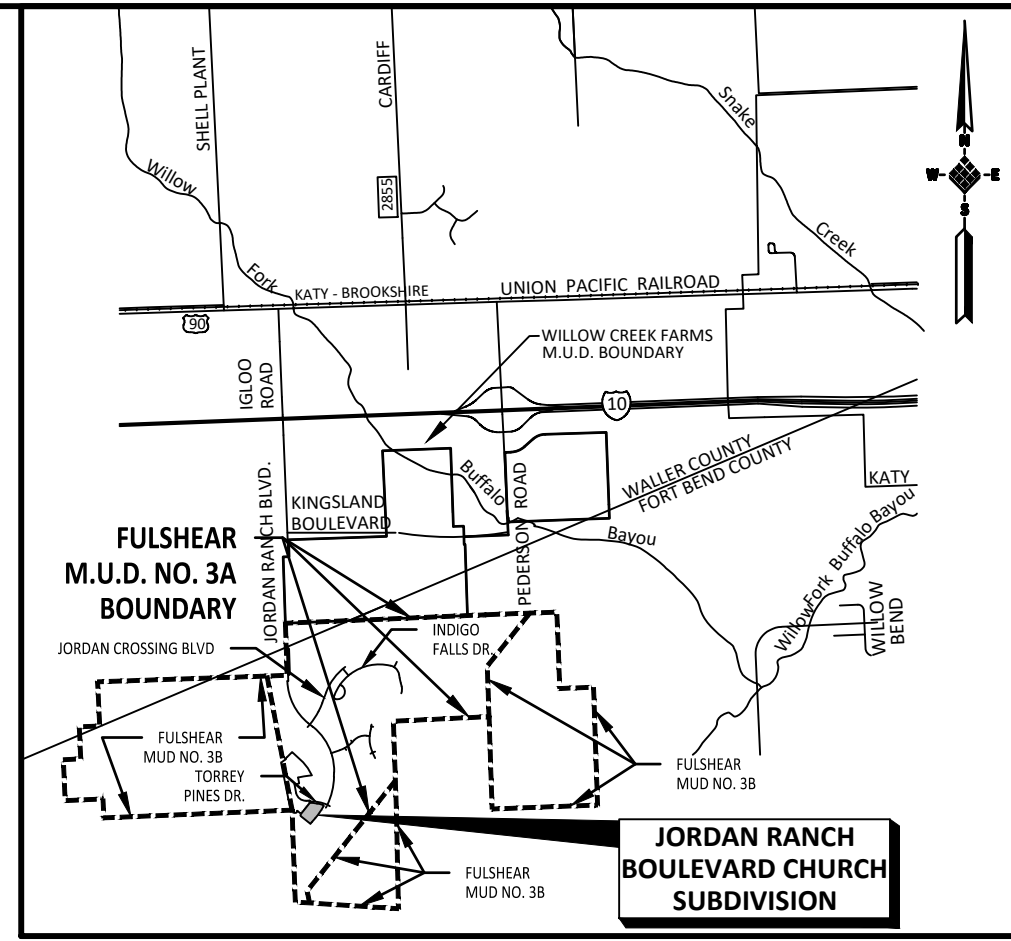 SHELL PLANT
CARDIFF
Snake
Creek
N
W
E
S
Willow
Fork
2855
KATY - BROOKSHIRE
UNION PACIFIC RAILROAD
90
WILLOW CREEK FARMS
M.U.D. BOUNDARY
IGLOO
ROAD
10
WALLER COUNTY
FORT BEND COUNTY
KATY
Buffalo
Bayou
PEDERSON ROAD
KINGSLAND
BOULEVARD
JORDAN RANCH BLVD.
Willow Fork Buffalo Bayou
WILLOW
BEND
FULSHEAR
M.U.D. NO. 3A
BOUNDARY
JORDAN CROSSING BLVD
INDIGO
FALLS DR.
FULSHEAR
MUD NO. 3B
TORREY
PINES DR.
FULSHEAR
MUD NO. 3B
FULSHEAR
MUD NO. 3B
JORDAN RANCH
BOULEVARD CHURCH
SUBDIVISION